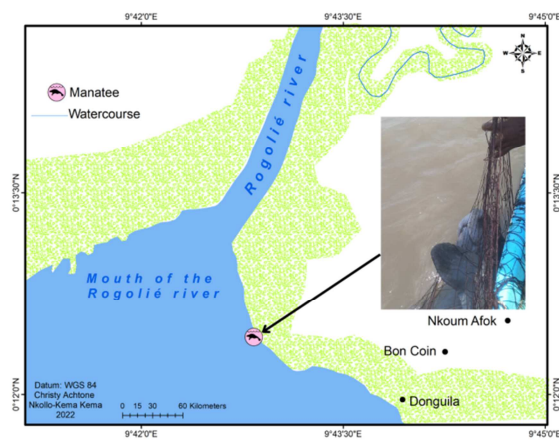 9°42'0"E
9°43'30"E
9°45'0"E
N
W
E
S
Manatee
Watercourse
Rogolié river
0°13'30"N
0°13'30"N
Mouth of the
Rogolié river
Nkoum Afok
Bon Coin
Donguila
Datum: WGS 84
Christy Achtone
Nkollo-Kema Kema
2022
0 15 30 60 Kilometers
0°12'0"N
0°12'0"N
9°42'0"E
9°43'30"E
9°45'0"E